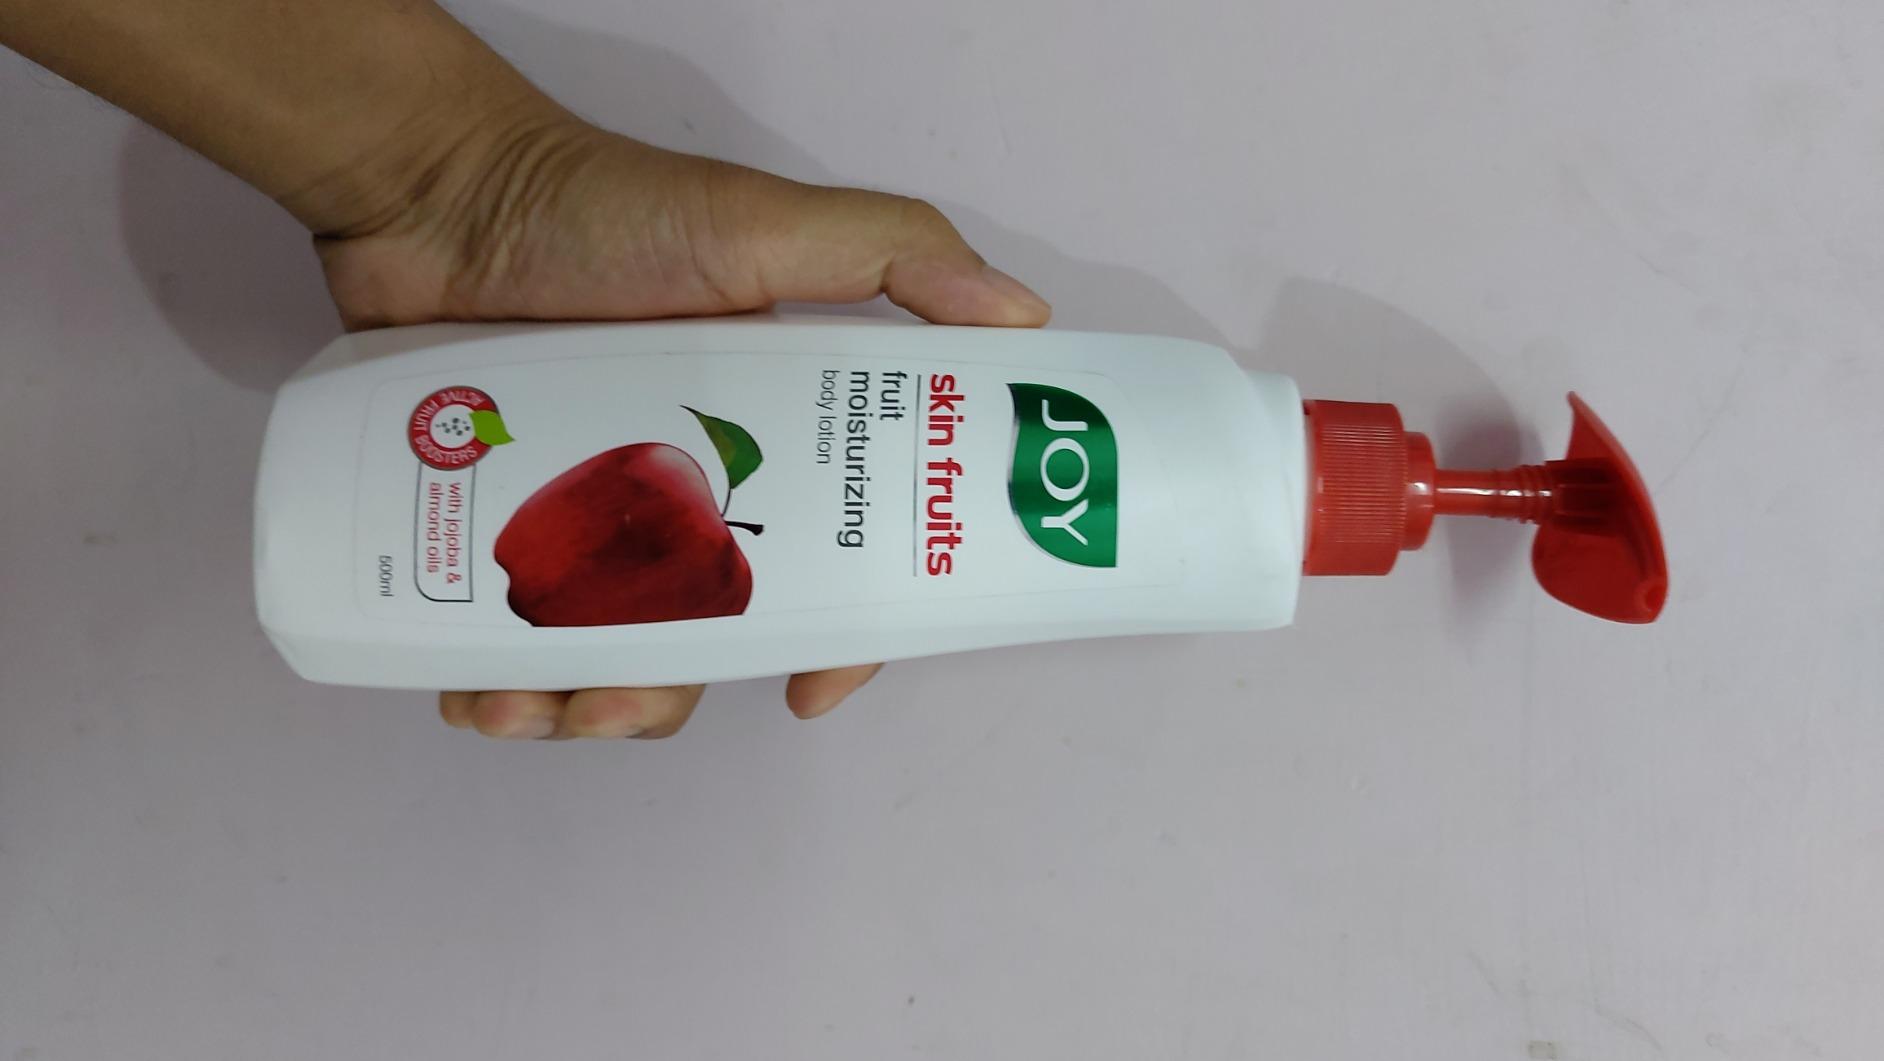 JOY
skin fruits
fruit
moisturizing
body lotion
ACTIVE FRUIT BOOSTERS
with jojoba &
almond oils
500ml